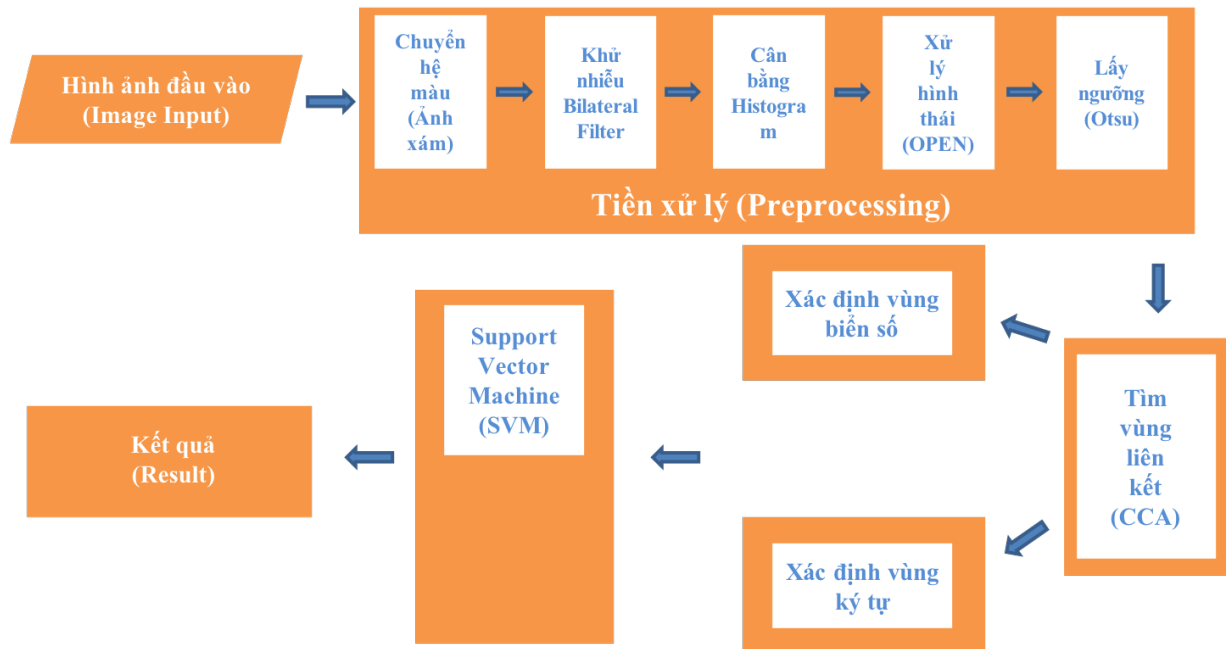 Hình ảnh đầu vào
(Image Input)
Chuyển
hệ
màu
(Ảnh
xám)
Khử
nhiễu
Bilateral
Filter
Cân
bằng
Histogra
m
Xử
lý
hình
thái
(OPEN)
Lấy
ngưỡng
(Otsu)
Tiền xử lý (Preprocessing)
Tìm
vùng
liên
kết
(CCA)
Xác định vùng
biển số
Xác định vùng
ký tự
Support
Vector
Machine
(SVM)
Kết quả
(Result)